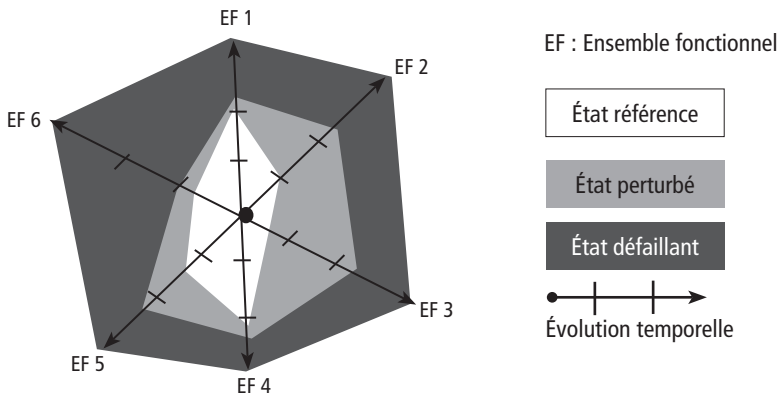 EF 1
EF 2
EF 3
EF 4
EF 5
EF 6
EF : Ensemble fonctionnel
État référence
État perturbé
État défaillant
Évolution temporelle